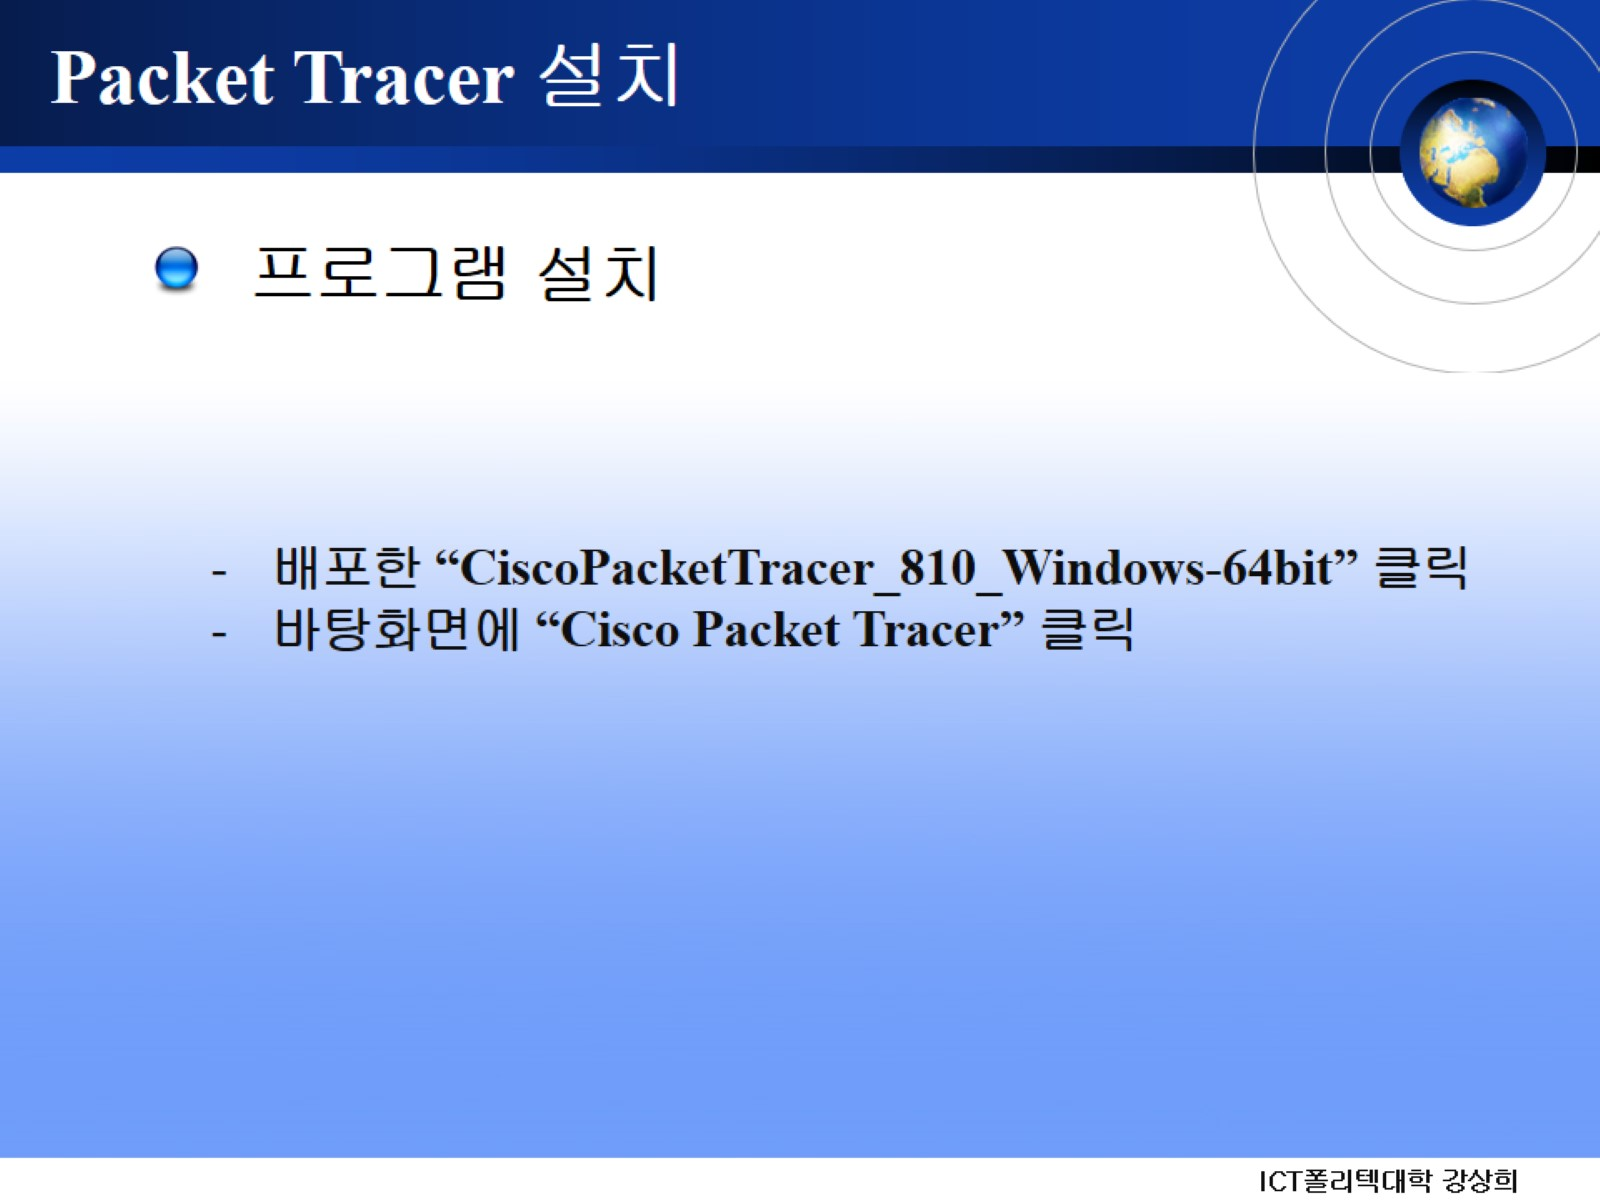 Packet Tracer 설치
프로그램 설치
- 배포한 “CiscoPacketTracer_810_Windows-64bit” 클릭
- 바탕화면에 “Cisco Packet Tracer” 클릭
ICT폴리텍대학 강상희